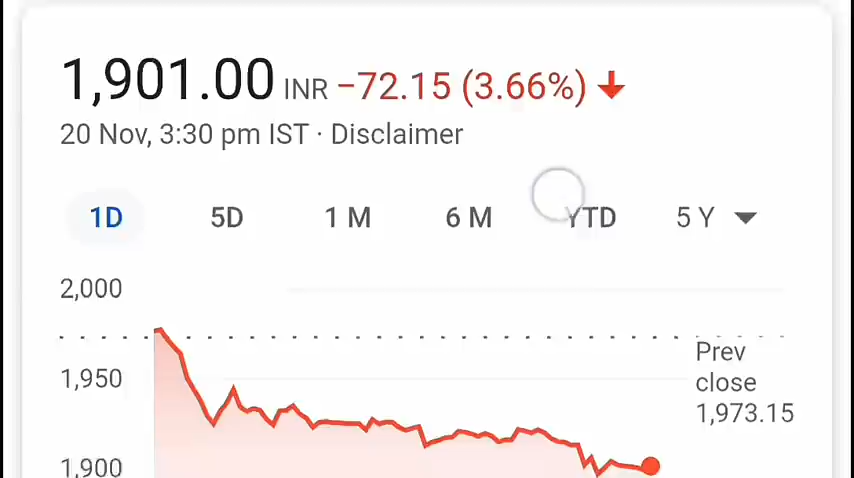 1,901.00 INR −72.15 (3.66%)
20 Nov, 3:30 pm IST · Disclaimer
1D 5D 1 M 6 M YTD 5 Y
2,000
Prev
close
1,973.15
1,950
1,900